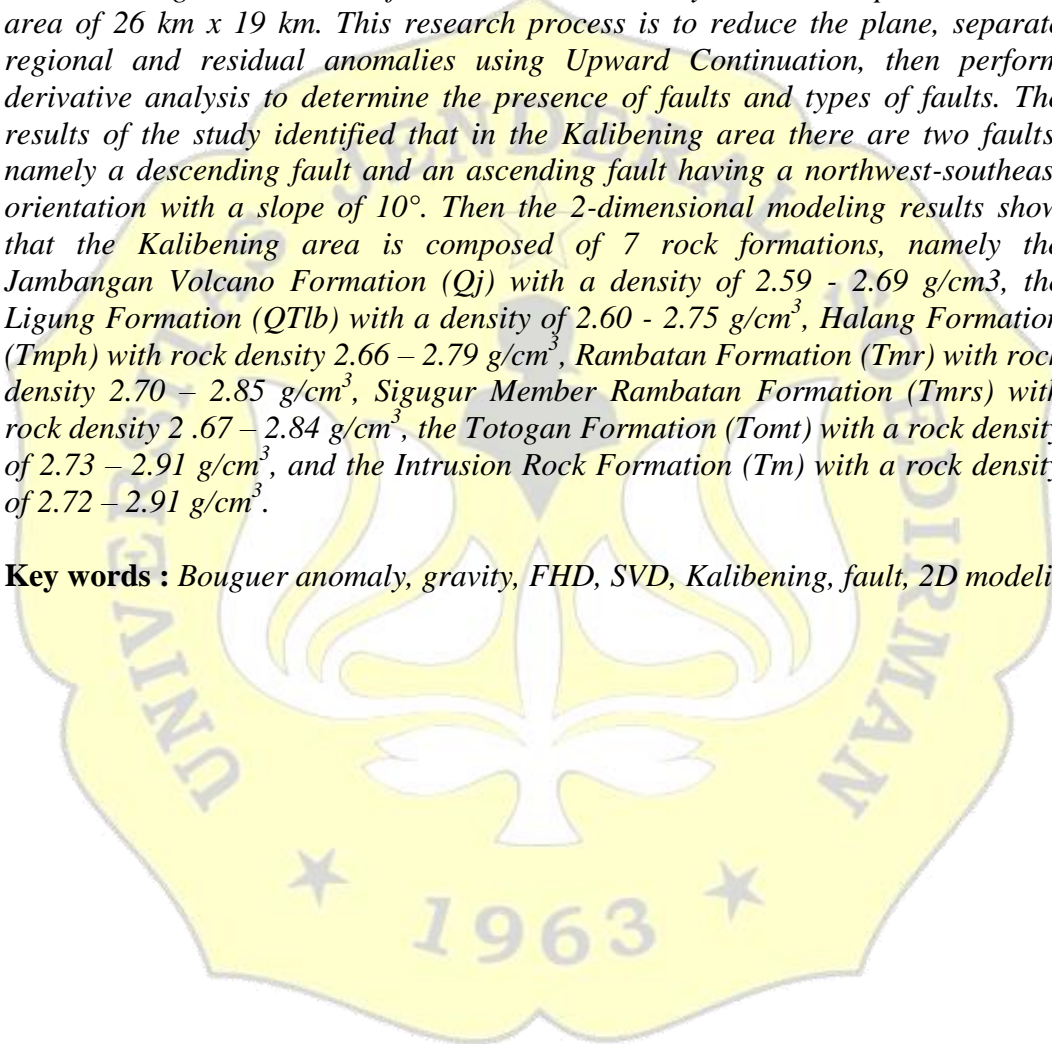 area of 26 km x 19 km. This research process is to reduce the plane, separat
regional and residual anomalies using Upward Continuation, then perform
derivative analysis to determine the presence of faults and types of faults. Th
results of the study identified that in the Kalibening area there are two faults
namely a descending fault and an ascending fault having a northwest-southeas
orientation with a slope of 10°. Then the 2-dimensional modeling results show
that the Kalibening area is composed of 7 rock formations, namely the
Jambangan Volcano Formation (Qj) with a density of 2.59 - 2.69 g/cm3, the
Ligung Formation (QTlb) with a density of 2.60 - 2.75 g/cm³, Halang Formation
(Tmph) with rock density 2.66 – 2.79 g/cm³, Rambatan Formation (Tmr) with rock
density 2.70 – 2.85 g/cm³, Sigugur Member Rambatan Formation (Tmrs) with
rock density 2 .67 – 2.84 g/cm³, the Totogan Formation (Tomt) with a rock density
of 2.73 – 2.91 g/cm³, and the Intrusion Rock Formation (Tm) with a rock density
of 2.72 – 2.91 g/cm³.
Key words : Bouguer anomaly, gravity, FHD, SVD, Kalibening, fault, 2D modeli
UNIVERSITAS JENDERAL SOEDIRMAN
1963